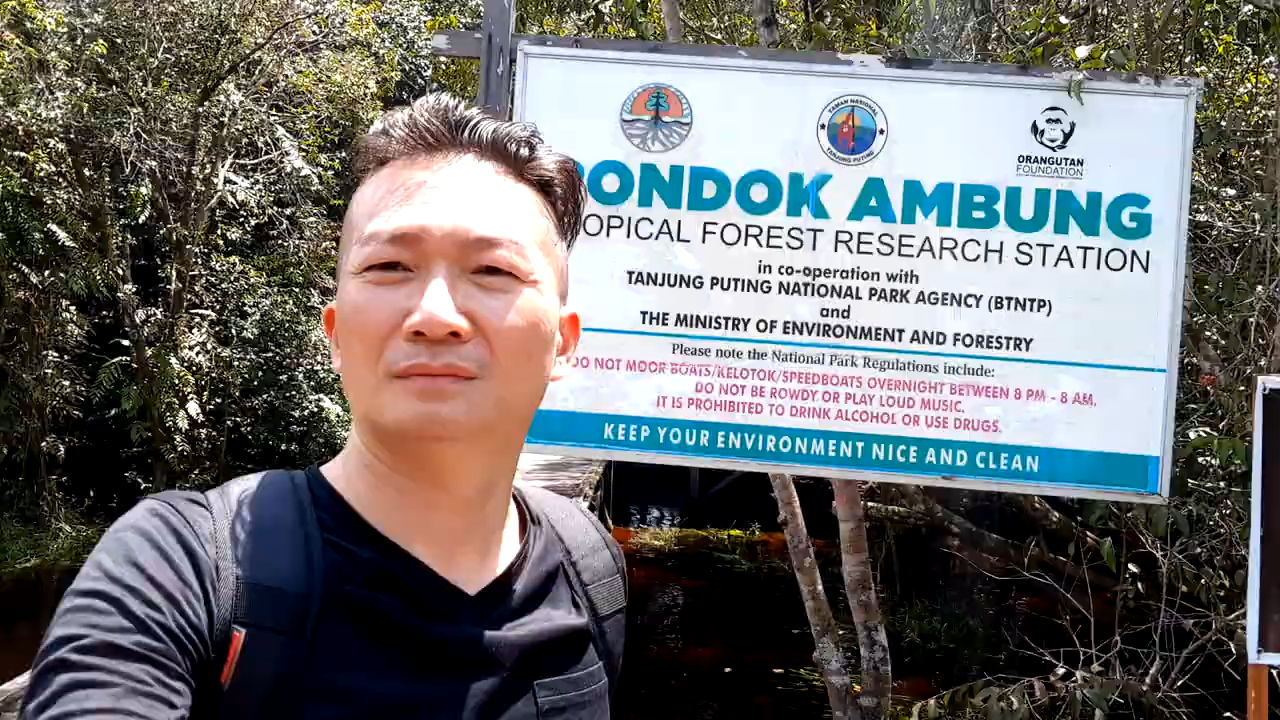 TAMAN NASIONAL
TANJUNG PUTING
ORANGUTAN
FOUNDATION
PONDOK AMBUNG
OPICAL FOREST RESEARCH STATION
in co-operation with
TANJUNG PUTING NATIONAL PARK AGENCY (BTNTP)
and
THE MINISTRY OF ENVIRONMENT AND FORESTRY
Please note the National Park Regulations include:
DO NOT MOOR BOATS/KELOTOK/SPEEDBOATS OVERNIGHT BETWEEN 8 PM - 8 AM.
DO NOT BE ROWDY OR PLAY LOUD MUSIC.
IT IS PROHIBITED TO DRINK ALCOHOL OR USE DRUGS.
KEEP YOUR ENVIRONMENT NICE AND CLEAN